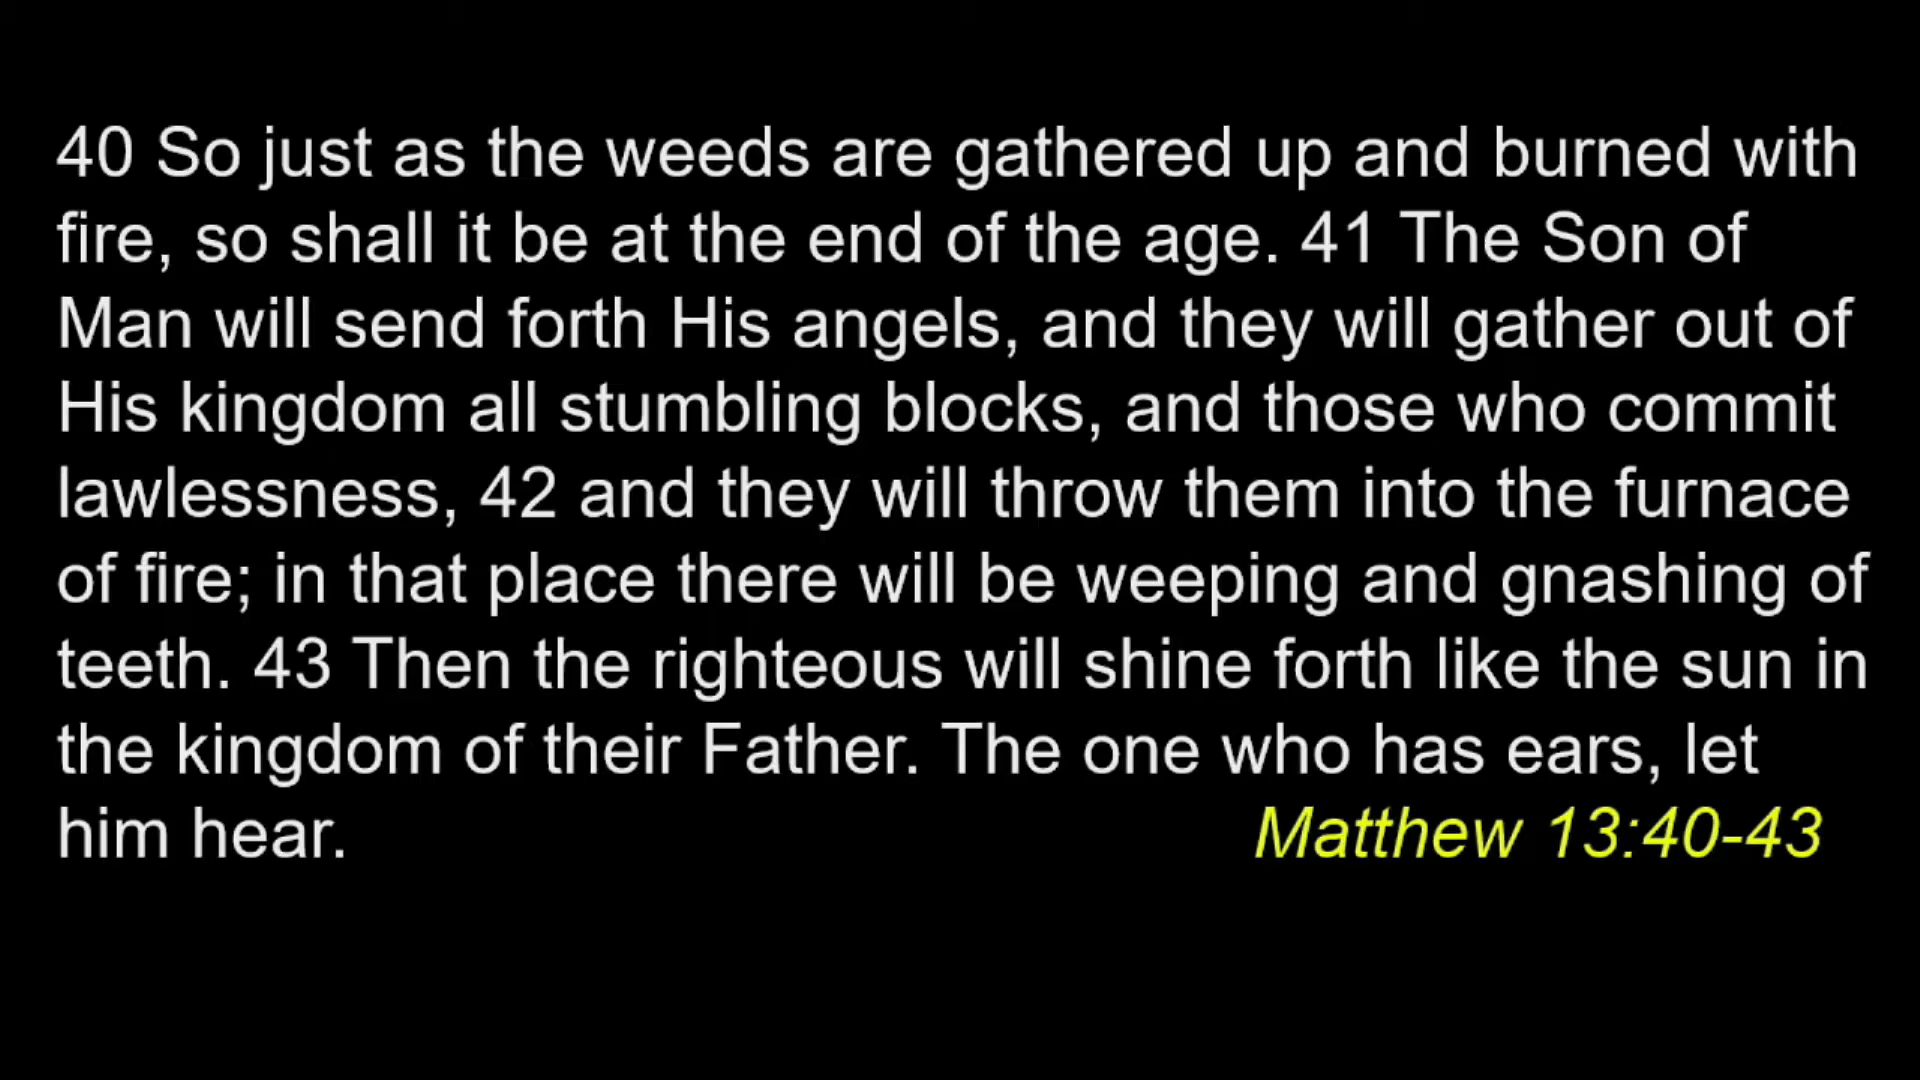 40 So just as the weeds are gathered up and burned with
fire, so shall it be at the end of the age. 41 The Son of
Man will send forth His angels, and they will gather out of
His kingdom all stumbling blocks, and those who commit
lawlessness, 42 and they will throw them into the furnace
of fire; in that place there will be weeping and gnashing of
teeth. 43 Then the righteous will shine forth like the sun in
the kingdom of their Father. The one who has ears, let
him hear. Matthew 13:40-43